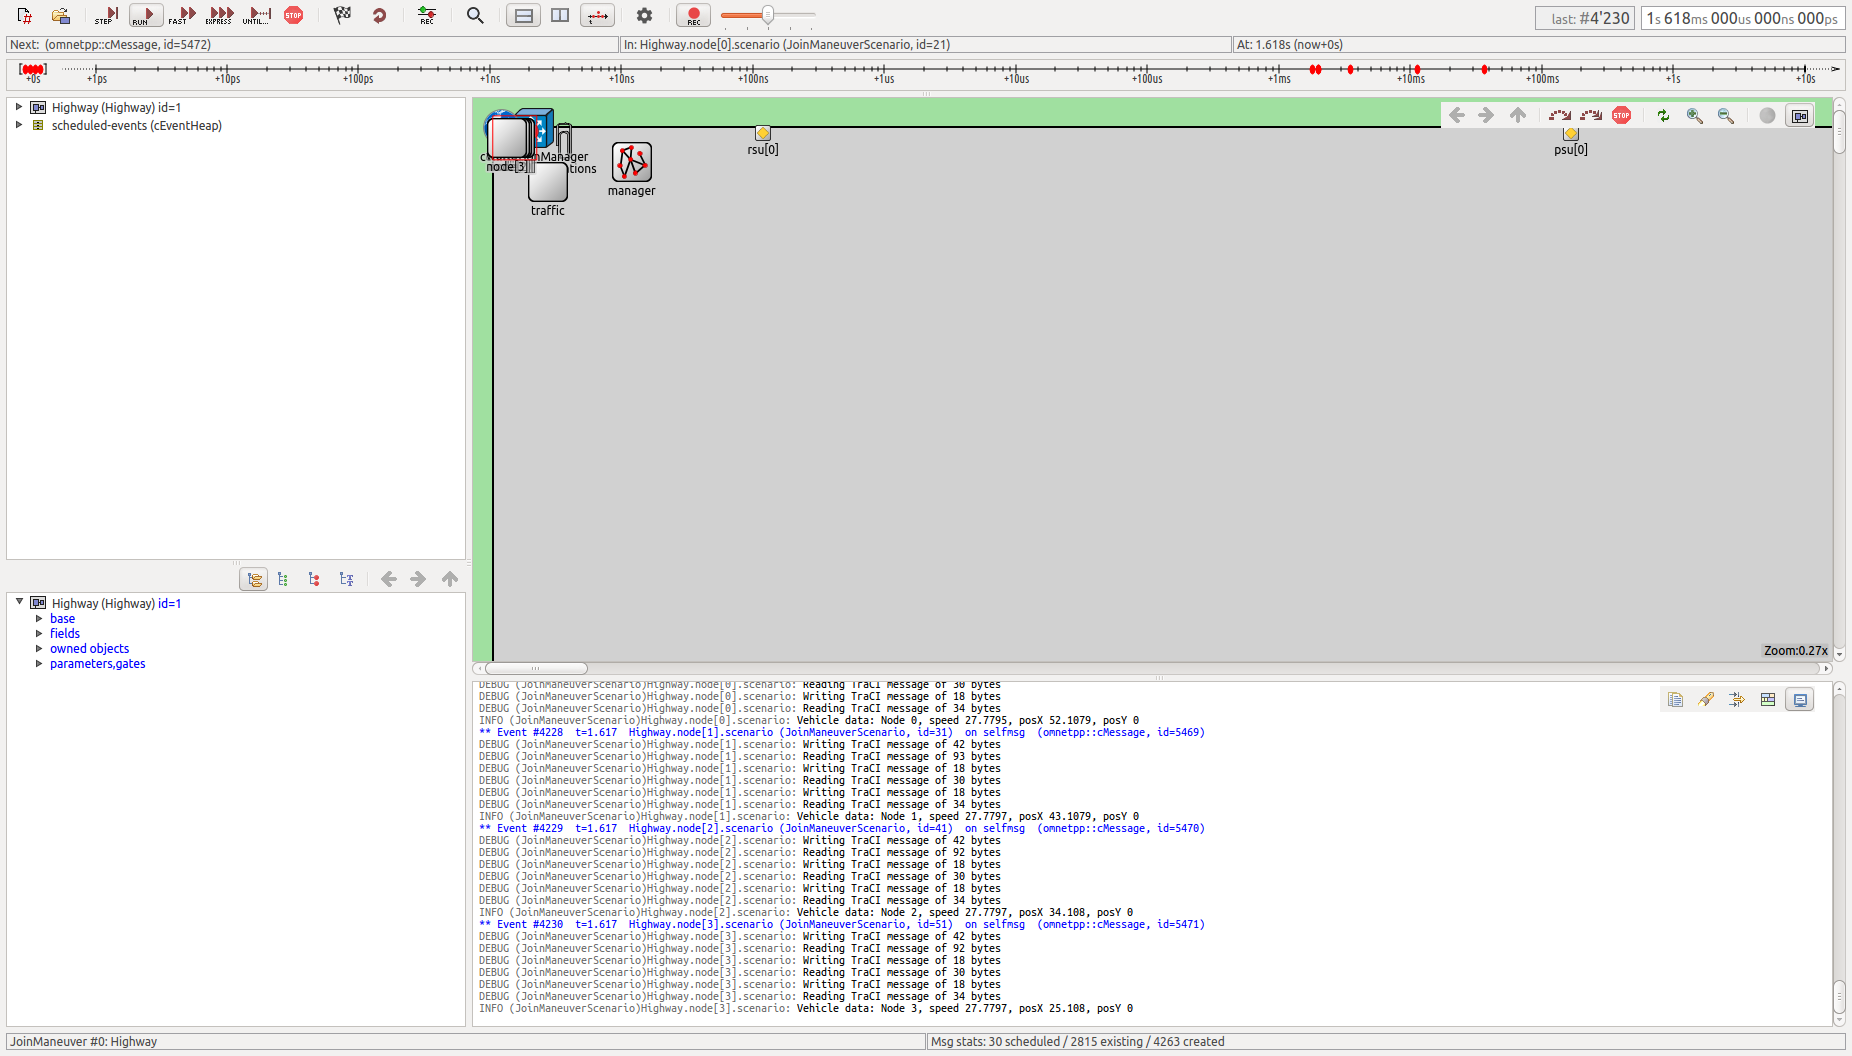 STEP RUN FAST EXPRESS UNTIL... STOP REC REC last: #4'230 1s 618ms 000us 000ns 000ps
Next: (omnetpp::cMessage, id=5472) In: Highway.node[0].scenario (JoinManeuverScenario, id=21) At: 1.618s (now+0s)
+0s +1ps +10ps +100ps +1ns +10ns +100ns +1us +10us +100us +1ms +10ms +100ms +1s +10s
Highway (Highway) id=1
scheduled-events (cEventHeap)
STOP
rsu[0]
psu[0]
node[3]
manager
traffic
Zoom:0.27x
Highway (Highway) id=1
base
fields
owned objects
parameters,gates
DEBUG (JoinManeuverScenario)Highway.node[0].scenario: Reading TraCI message of 30 bytes
DEBUG (JoinManeuverScenario)Highway.node[0].scenario: Writing TraCI message of 18 bytes
DEBUG (JoinManeuverScenario)Highway.node[0].scenario: Reading TraCI message of 34 bytes
INFO (JoinManeuverScenario)Highway.node[0].scenario: Vehicle data: Node 0, speed 27.7795, posX 52.1079, posY 0
** Event #4228 t=1.617 Highway.node[1].scenario (JoinManeuverScenario, id=31) on selfmsg (omnetpp::cMessage, id=5469)
DEBUG (JoinManeuverScenario)Highway.node[1].scenario: Writing TraCI message of 42 bytes
DEBUG (JoinManeuverScenario)Highway.node[1].scenario: Reading TraCI message of 93 bytes
DEBUG (JoinManeuverScenario)Highway.node[1].scenario: Writing TraCI message of 18 bytes
DEBUG (JoinManeuverScenario)Highway.node[1].scenario: Reading TraCI message of 30 bytes
DEBUG (JoinManeuverScenario)Highway.node[1].scenario: Writing TraCI message of 18 bytes
DEBUG (JoinManeuverScenario)Highway.node[1].scenario: Reading TraCI message of 34 bytes
INFO (JoinManeuverScenario)Highway.node[1].scenario: Vehicle data: Node 1, speed 27.7797, posX 43.1079, posY 0
** Event #4229 t=1.617 Highway.node[2].scenario (JoinManeuverScenario, id=41) on selfmsg (omnetpp::cMessage, id=5470)
DEBUG (JoinManeuverScenario)Highway.node[2].scenario: Writing TraCI message of 42 bytes
DEBUG (JoinManeuverScenario)Highway.node[2].scenario: Reading TraCI message of 92 bytes
DEBUG (JoinManeuverScenario)Highway.node[2].scenario: Writing TraCI message of 18 bytes
DEBUG (JoinManeuverScenario)Highway.node[2].scenario: Reading TraCI message of 30 bytes
DEBUG (JoinManeuverScenario)Highway.node[2].scenario: Writing TraCI message of 18 bytes
DEBUG (JoinManeuverScenario)Highway.node[2].scenario: Reading TraCI message of 34 bytes
INFO (JoinManeuverScenario)Highway.node[2].scenario: Vehicle data: Node 2, speed 27.7797, posX 34.108, posY 0
** Event #4230 t=1.617 Highway.node[3].scenario (JoinManeuverScenario, id=51) on selfmsg (omnetpp::cMessage, id=5471)
DEBUG (JoinManeuverScenario)Highway.node[3].scenario: Writing TraCI message of 42 bytes
DEBUG (JoinManeuverScenario)Highway.node[3].scenario: Reading TraCI message of 92 bytes
DEBUG (JoinManeuverScenario)Highway.node[3].scenario: Writing TraCI message of 18 bytes
DEBUG (JoinManeuverScenario)Highway.node[3].scenario: Reading TraCI message of 30 bytes
DEBUG (JoinManeuverScenario)Highway.node[3].scenario: Writing TraCI message of 18 bytes
DEBUG (JoinManeuverScenario)Highway.node[3].scenario: Reading TraCI message of 34 bytes
INFO (JoinManeuverScenario)Highway.node[3].scenario: Vehicle data: Node 3, speed 27.7797, posX 25.108, posY 0
JoinManeuver #0: Highway Msg stats: 30 scheduled / 2815 existing / 4263 created